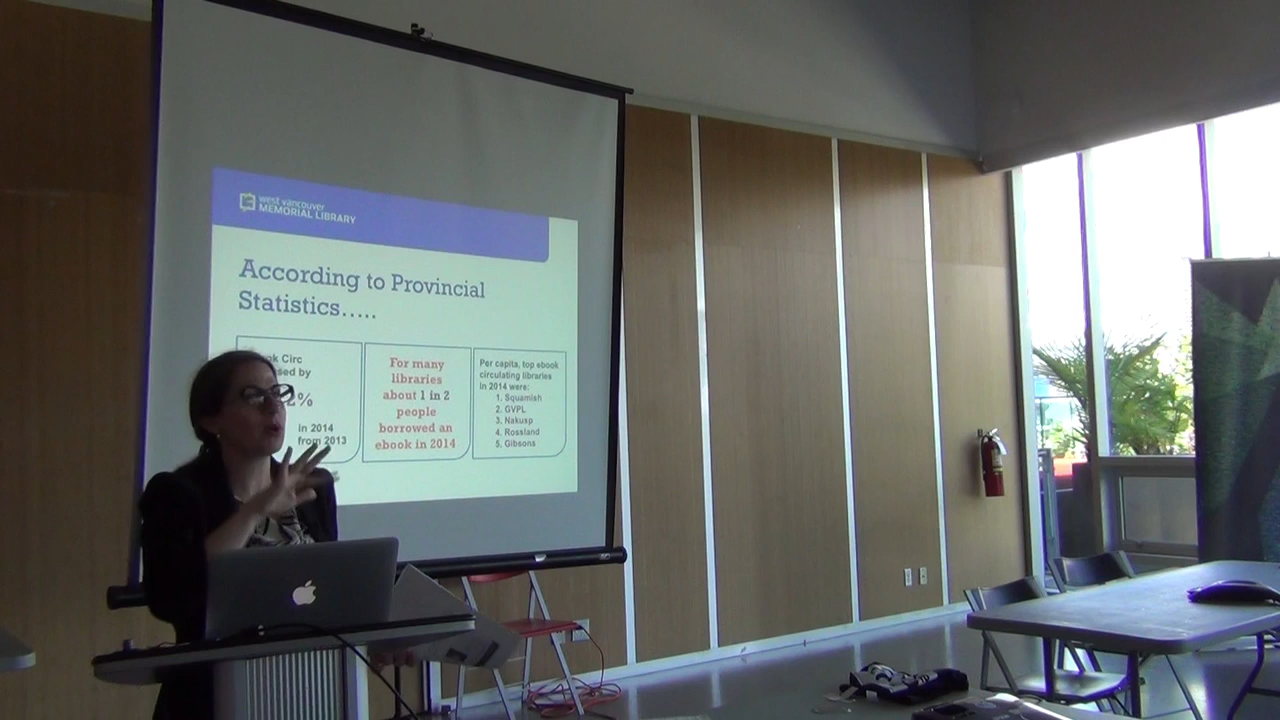 west vancouver
MEMORIAL LIBRARY
According to Provincial
Statistics.....
Circ
by
%
in 2014
from 2013
For many
libraries
about 1 in 2
people
borrowed an
ebook in 2014
Per capita, top ebook
circulating libraries
in 2014 were:
1. Squamish
2. GVPL
3. Nakusp
4. Rossland
5. Gibsons